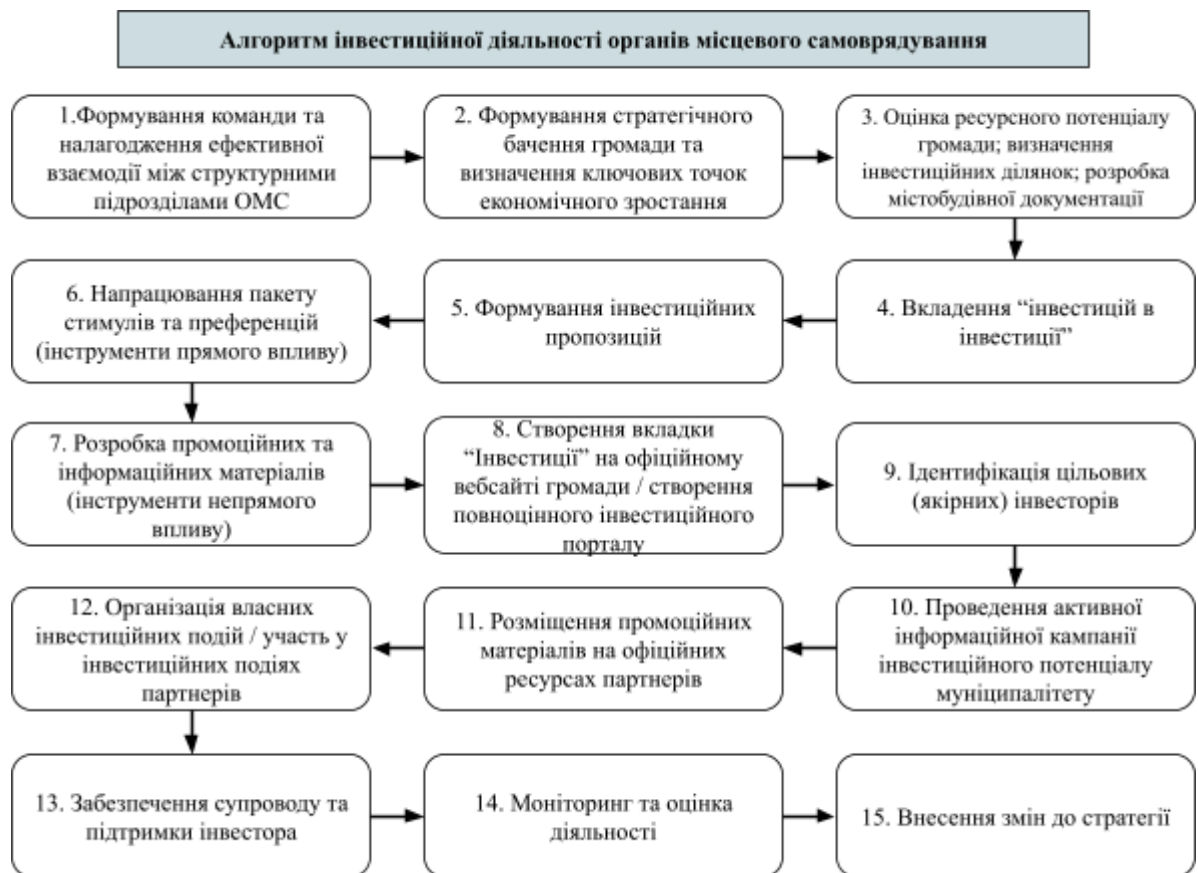 Алгоритм інвестиційної діяльності органів місцевого самоврядування
1.Формування команди та
налагодження ефективної
взаємодії між структурними
підрозділами ОМС
2. Формування стратегічного
бачення громади та
визначення ключових точок
економічного зростання
3. Оцінка ресурсного потенціалу
громади; визначення
інвестиційних ділянок; розробка
містобудівної документації
4. Вкладення “інвестицій в
інвестиції”
5. Формування інвестиційних
пропозицій
6. Напрацювання пакету
стимулів та преференцій
(інструменти прямого впливу)
7. Розробка промоційних та
інформаційних матеріалів
(інструменти непрямого
впливу)
8. Створення вкладки
“Інвестиції” на офіційному
вебсайті громади / створення
повноцінного інвестиційного
порталу
9. Ідентифікація цільових
(якірних) інвесторів
10. Проведення активної
інформаційної кампанії
інвестиційного потенціалу
муніципалітету
11. Розміщення промоційних
матеріалів на офіційних
ресурсах партнерів
12. Організація власних
інвестиційних подій / участь у
інвестиційних подіях
партнерів
13. Забезпечення супроводу та
підтримки інвестора
14. Моніторинг та оцінка
діяльності
15. Внесення змін до стратегії